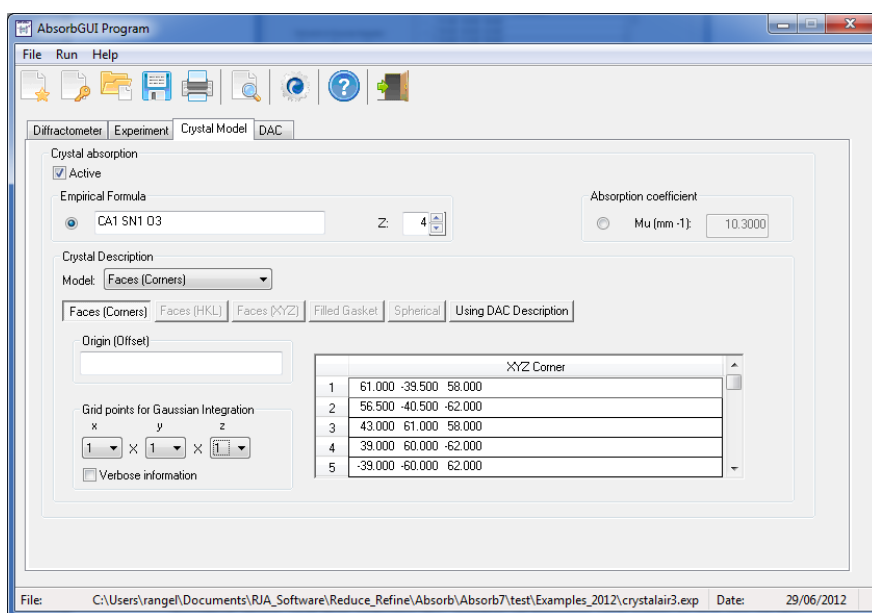 AbsorbGUI Program
File Run Help
Diffractometer Experiment Crystal Model DAC
Crystal absorption
Active
Empirical Formula
CA1 SN1 O3 Z: 4
Absorption coefficient
Mu (mm -1): 10.3000
Crystal Description
Model: Faces (Corners)
Faces (Corners) Faces (HKL) Faces (XYZ) Filled Gasket Spherical Using DAC Description
Origin (Offset)
Grid points for Gaussian Integration
x y z
1 X 1 X 1
Verbose information
XYZ Corner
1 61.000 -39.500 58.000
2 56.500 -40.500 -62.000
3 43.000 61.000 58.000
4 39.000 60.000 -62.000
5 -39.000 -60.000 62.000
File: C:\Users\rangel\Documents\RJA_Software\Reduce_Refine\Absorb\Absorb7\test\Examples_2012\crystalair3.exp Date: 29/06/2012